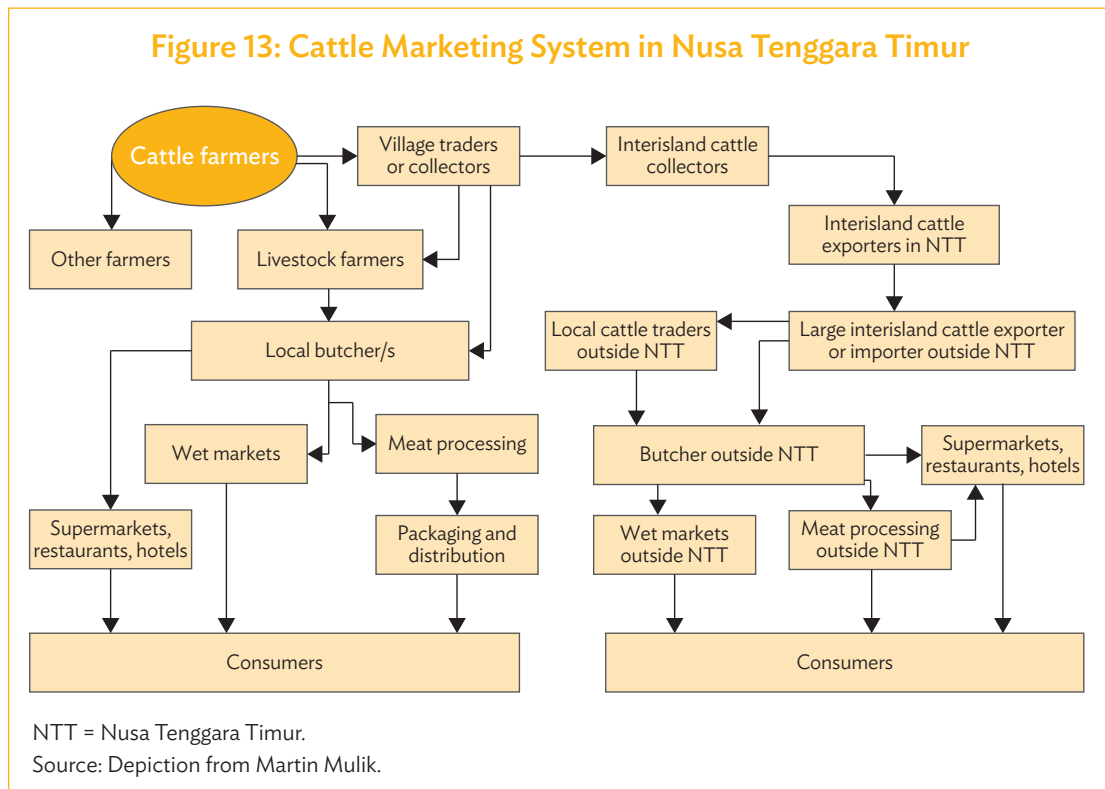 Figure 13: Cattle Marketing System in Nusa Tenggara Timur
Cattle farmers
Village traders
or collectors
Interisland cattle
collectors
Other farmers
Livestock farmers
Interisland cattle
exporters in NTT
Local butcher/s
Local cattle traders
outside NTT
Large interisland cattle exporter
or importer outside NTT
Wet markets
Meat processing
Butcher outside NTT
Supermarkets,
restaurants, hotels
Supermarkets,
restaurants, hotels
Packaging and
distribution
Wet markets
outside NTT
Meat processing
outside NTT
Consumers
Consumers
NTT = Nusa Tenggara Timur.
Source: Depiction from Martin Mulik.